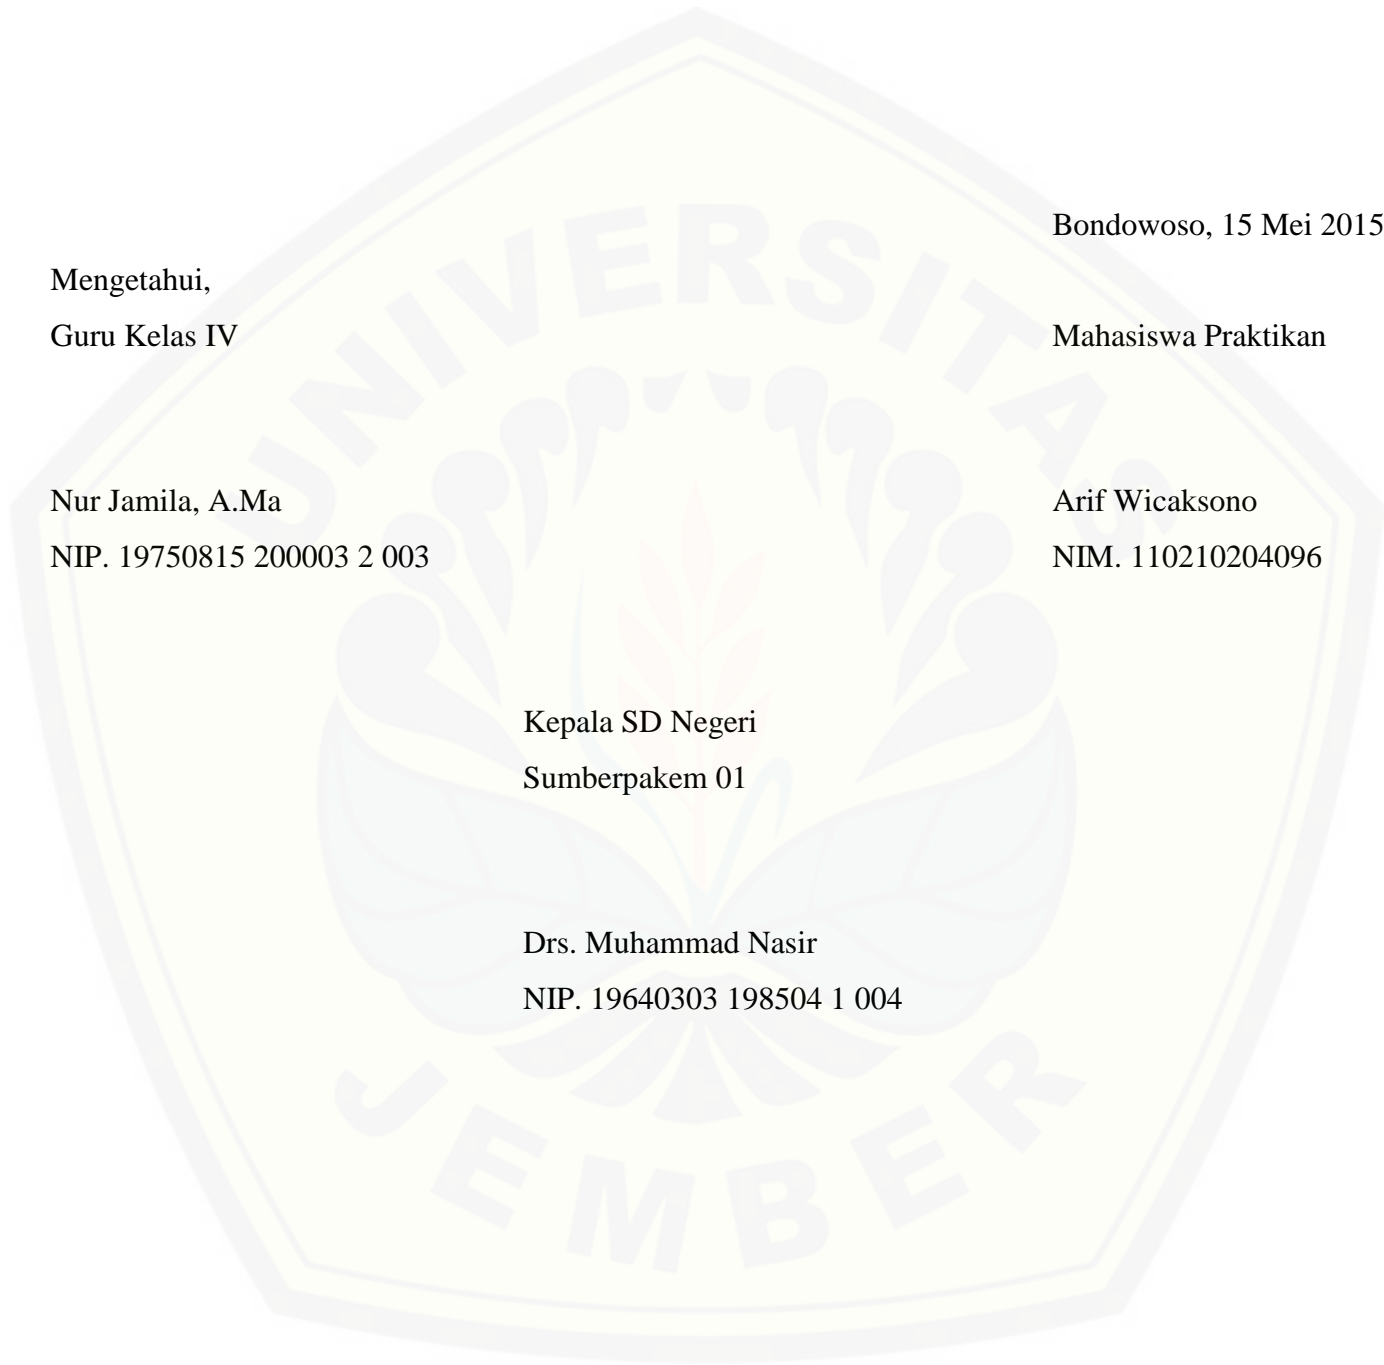 UNIVERSITAS
Bondowoso, 15 Mei 2015
Mengetahui,
Guru Kelas IV
Mahasiswa Praktikan
Nur Jamila, A.Ma
Arif Wicaksono
NIP. 19750815 200003 2 003
NIM. 110210204096
Kepala SD Negeri
Sumberpakem 01
Drs. Muhammad Nasir
NIP. 19640303 198504 1 004
JEMBER